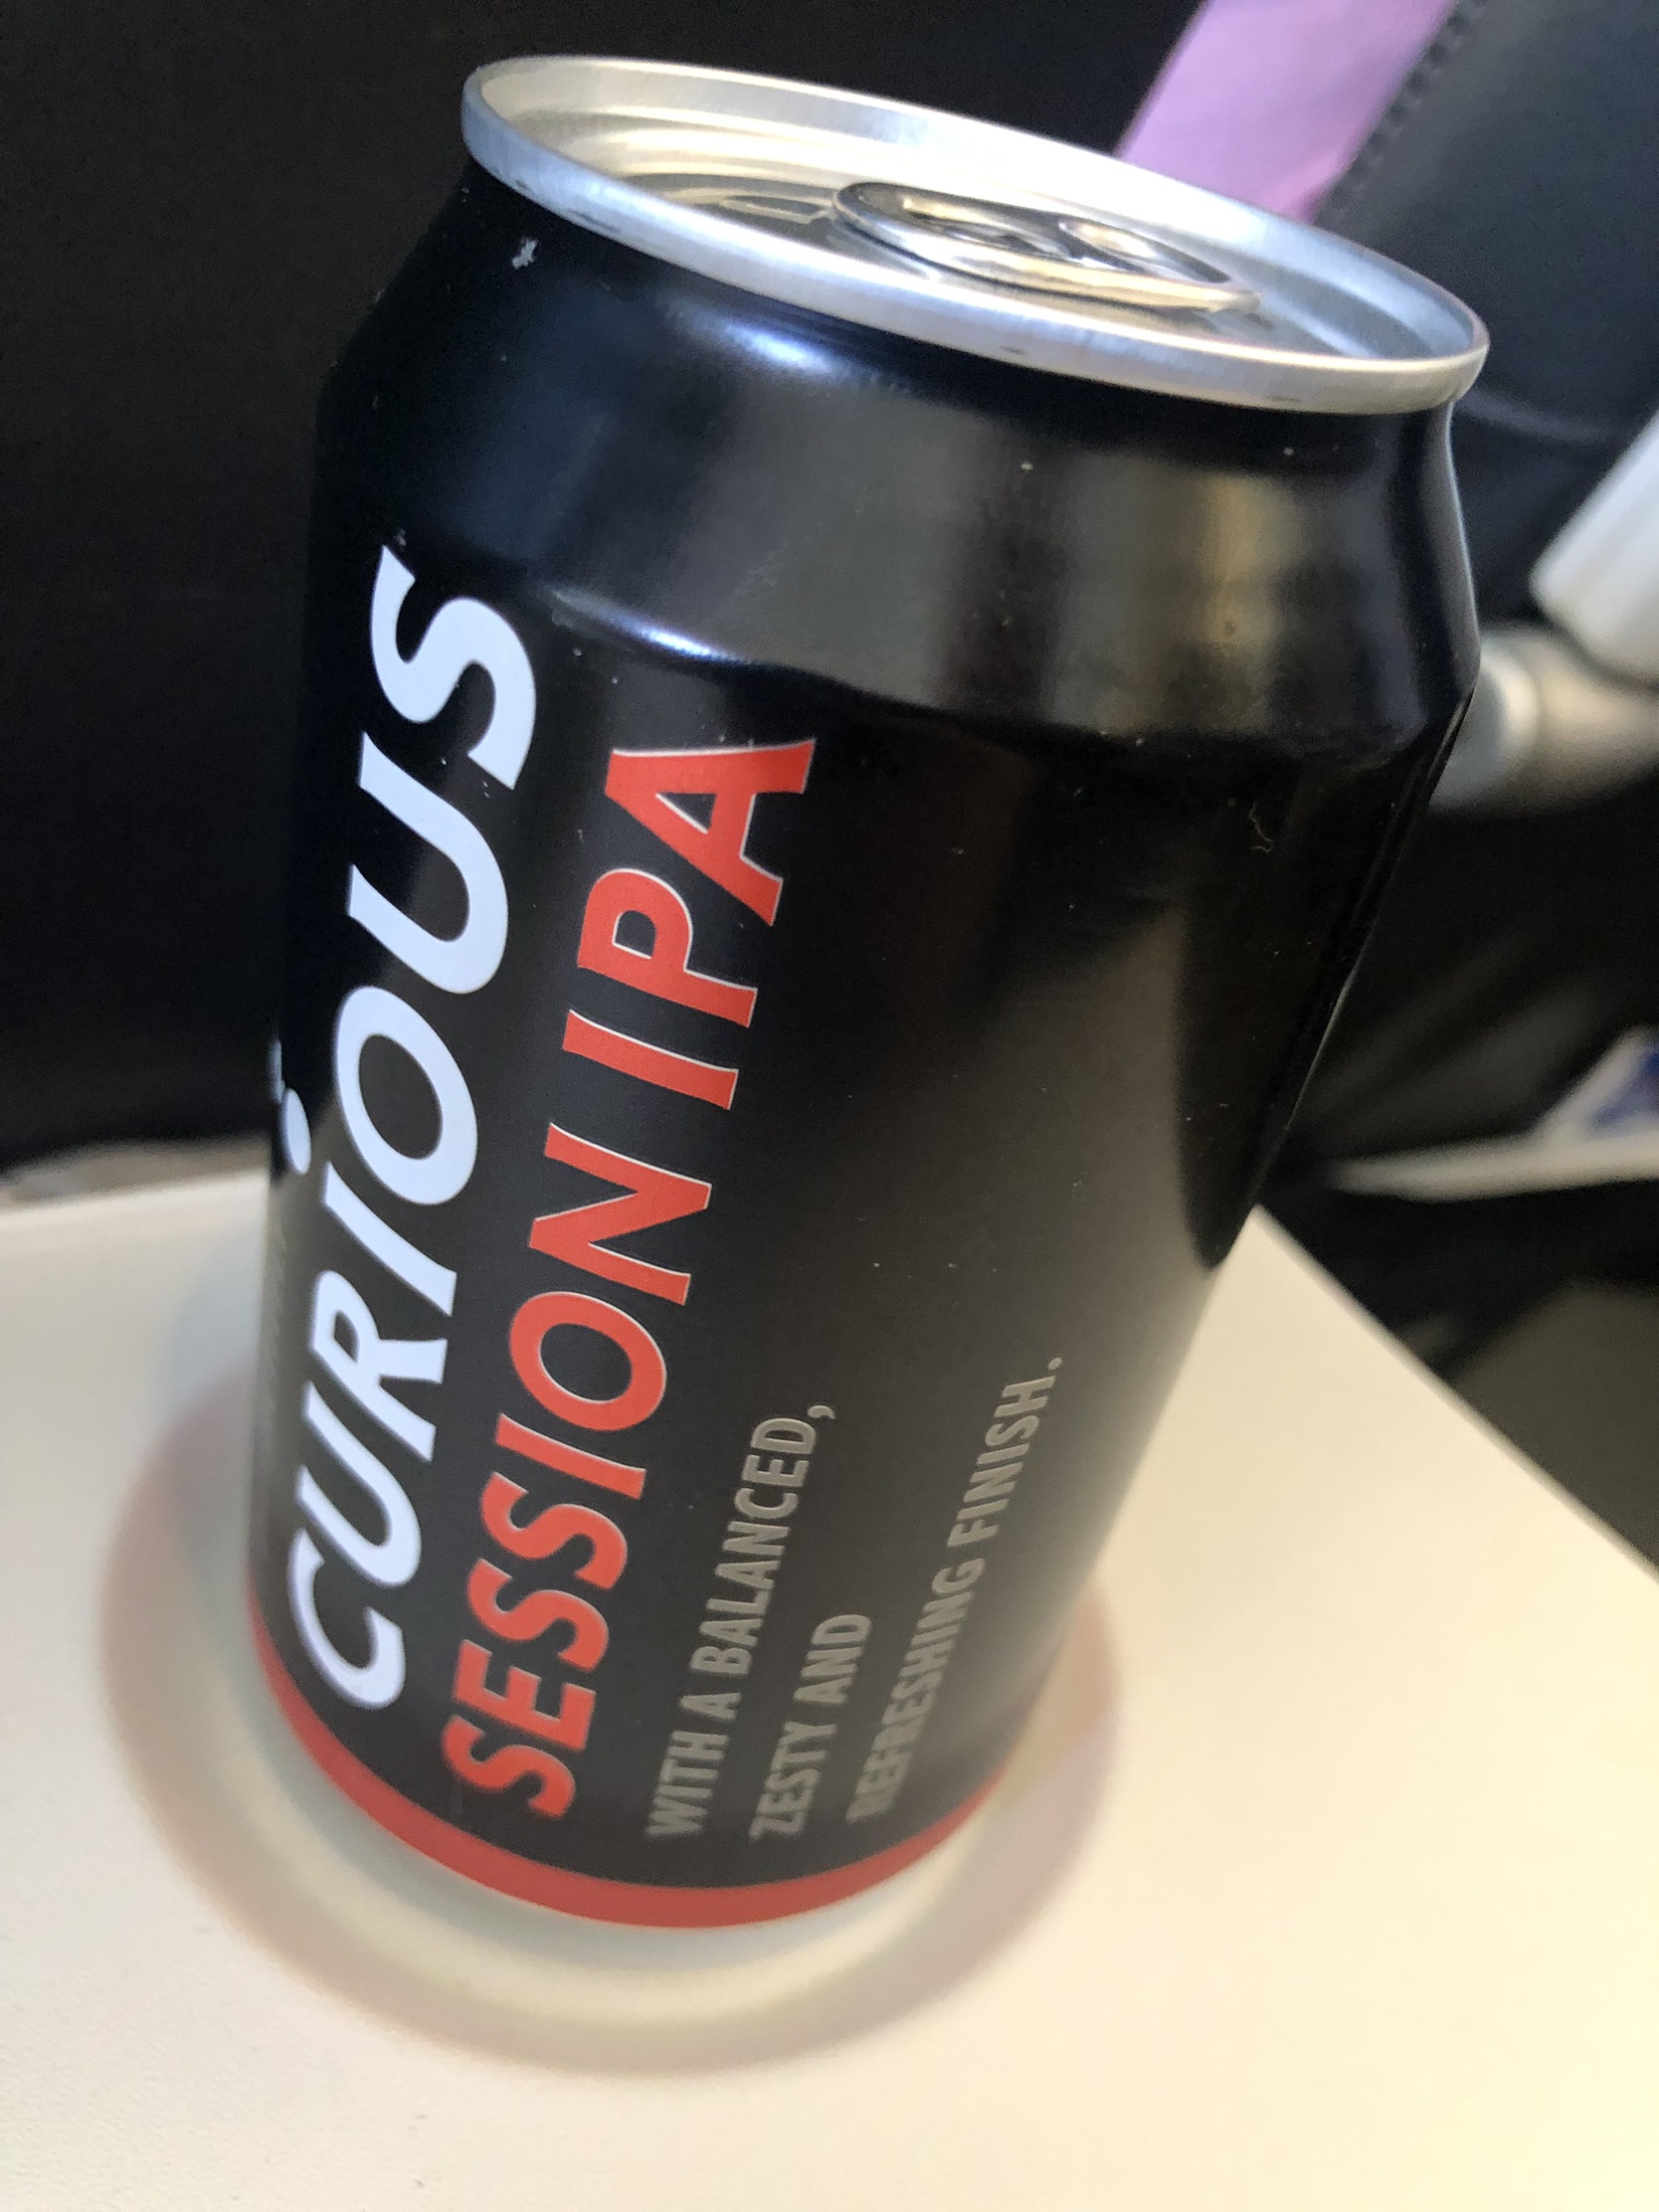 CURIOUS
SESSION IPA
WITH A BALANCED,
ZESTY AND
REFRESHING FINISH.